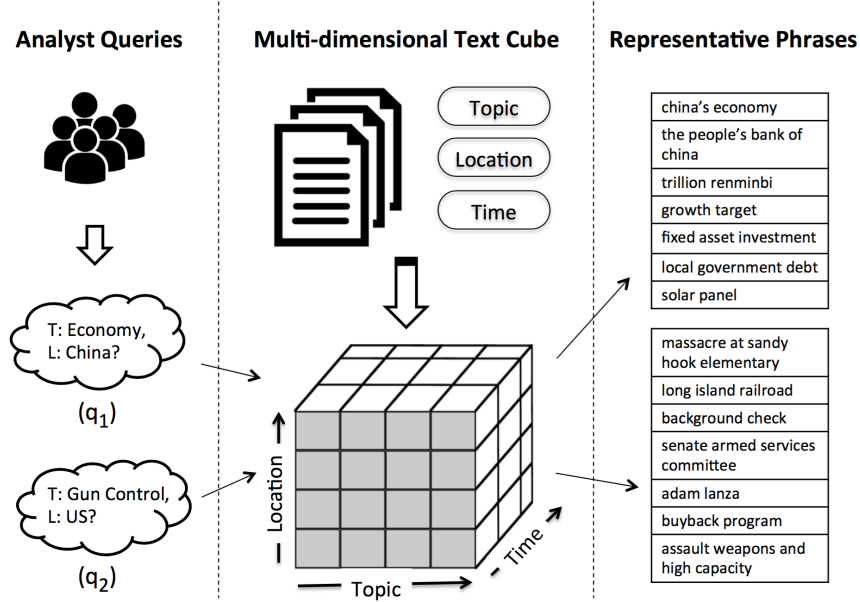 Analyst Queries
T: Economy,
L: China?
(q1)
T: Gun Control,
L: US?
(q2)
Multi-dimensional Text Cube
Topic
Location
Time
Location
Topic
Time
Representative Phrases
china's economy
the people's bank of
china
trillion renminbi
growth target
fixed asset investment
local government debt
solar panel
massacre at sandy
hook elementary
long island railroad
background check
senate armed services
committee
adam lanza
buyback program
assault weapons and
high capacity